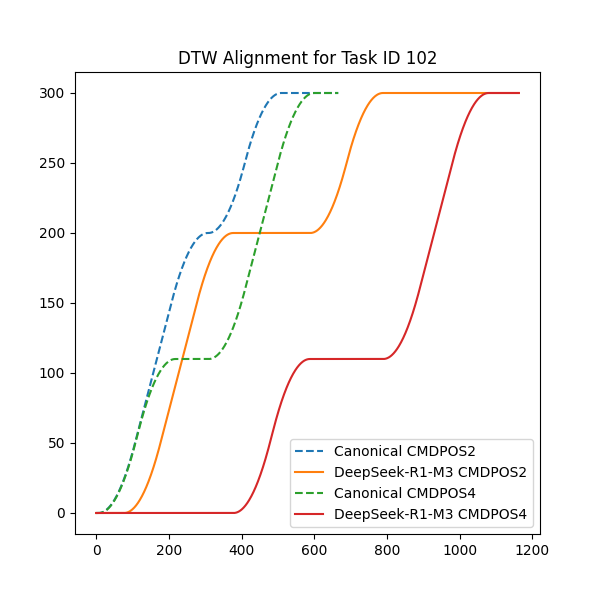 DTW Alignment for Task ID 102
300
250
200
150
100
50
0
Canonical CMDPOS2
DeepSeek-R1-M3 CMDPOS2
Canonical CMDPOS4
DeepSeek-R1-M3 CMDPOS4
0 200 400 600 800 1000 1200